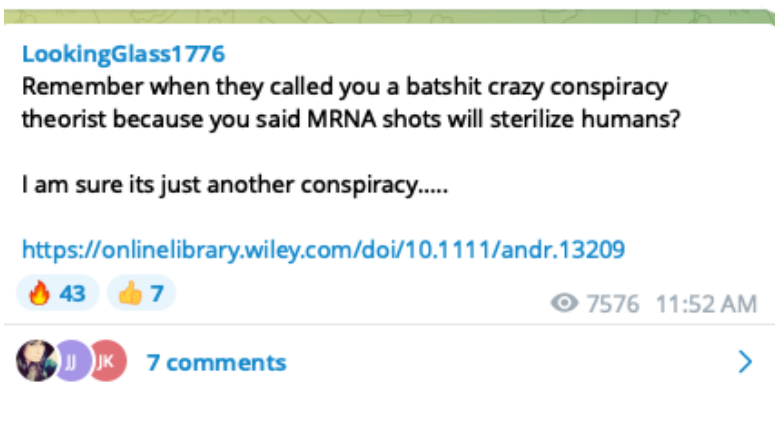 LookingGlass1776
Remember when they called you a batshit crazy conspiracy
theorist because you said MRNA shots will sterilize humans?
I am sure its just another conspiracy.....
https://onlinelibrary.wiley.com/doi/10.1111/andr.13209
🔥 43 👍 7 7576 11:52 AM
JJ JK 7 comments